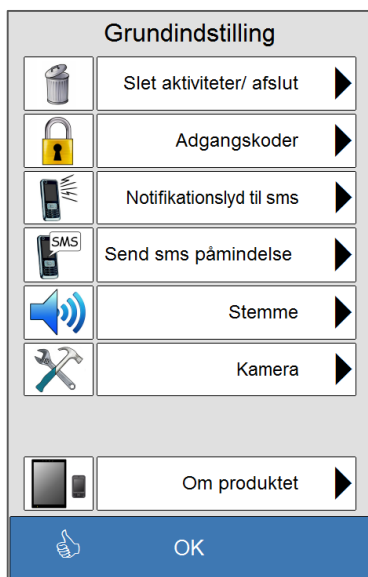 Grundindstilling
Slet aktiviteter/ afslut
Adgangskoder
Notifikationslyd til sms
SMS
Send sms påmindelse
Stemme
Kamera
Om produktet
OK